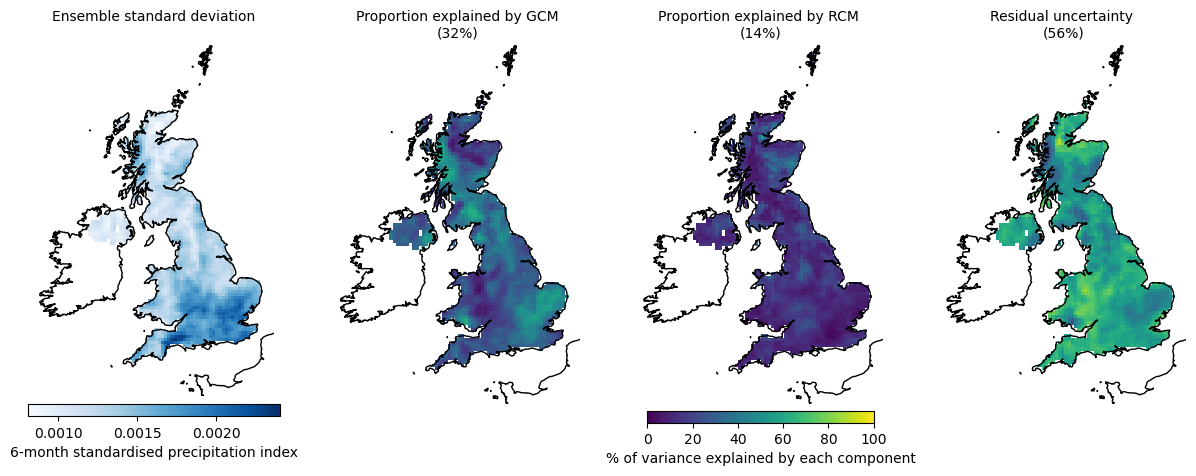 Ensemble standard deviation
Proportion explained by GCM
(32%)
Proportion explained by RCM
(14%)
Residual uncertainty
(56%)
0.0010 0.0015 0.0020
6-month standardised precipitation index
0 20 40 60 80 100
% of variance explained by each component